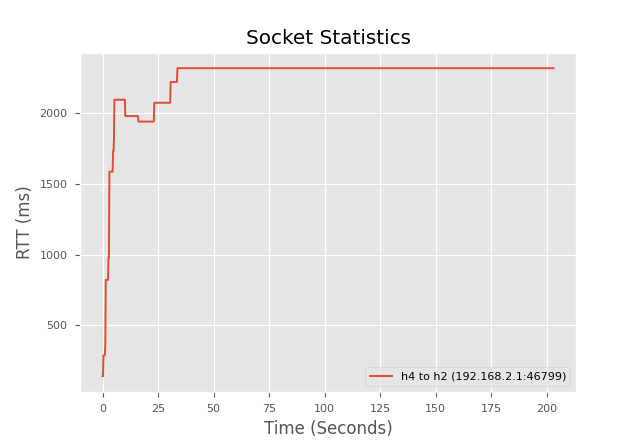 Socket Statistics
RTT (ms)
2000
1500
1000
500
h4 to h2 (192.168.2.1:46799)
0 25 50 75 100 125 150 175 200
Time (Seconds)